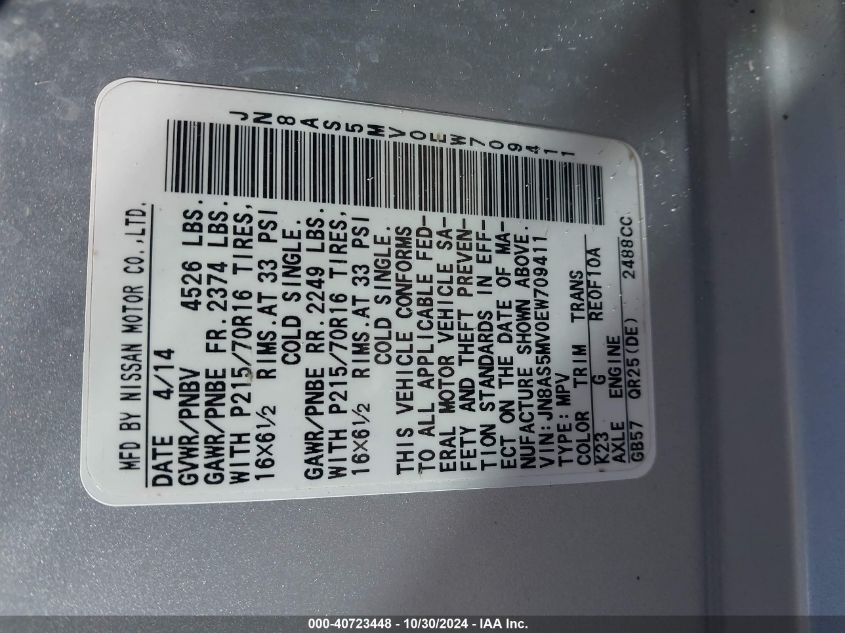 JN8AS5MV0EW709411
MFD BY NISSAN MOTOR CO.,LTD.
DATE 4/14
GVWR/PNBV 4526 LBS.
GAWR/PNBE FR. 2374 LBS.
WITH P215/70R16 TIRES,
16X6½ RIMS.AT 33 PSI
COLD SINGLE.
GAWR/PNBE RR. 2249 LBS.
WITH P215/70R16 TIRES,
16X6½ RIMS.AT 33 PSI
COLD SINGLE.
THIS VEHICLE CONFORMS
TO ALL APPLICABLE FED-
ERAL MOTOR VEHICLE SA-
FETY AND THEFT PREVEN-
TION STANDARDS IN EFF-
ECT ON THE DATE OF MA-
NUFACTURE SHOWN ABOVE.
VIN: JN8AS5MV0EW709411
TYPE: MPV
COLOR TRIM TRANS
K23 G RE0F10A
AXLE ENGINE
GB57 QR25(DE) 2488CC
000-40723448 - 10/30/2024 - IAA Inc.